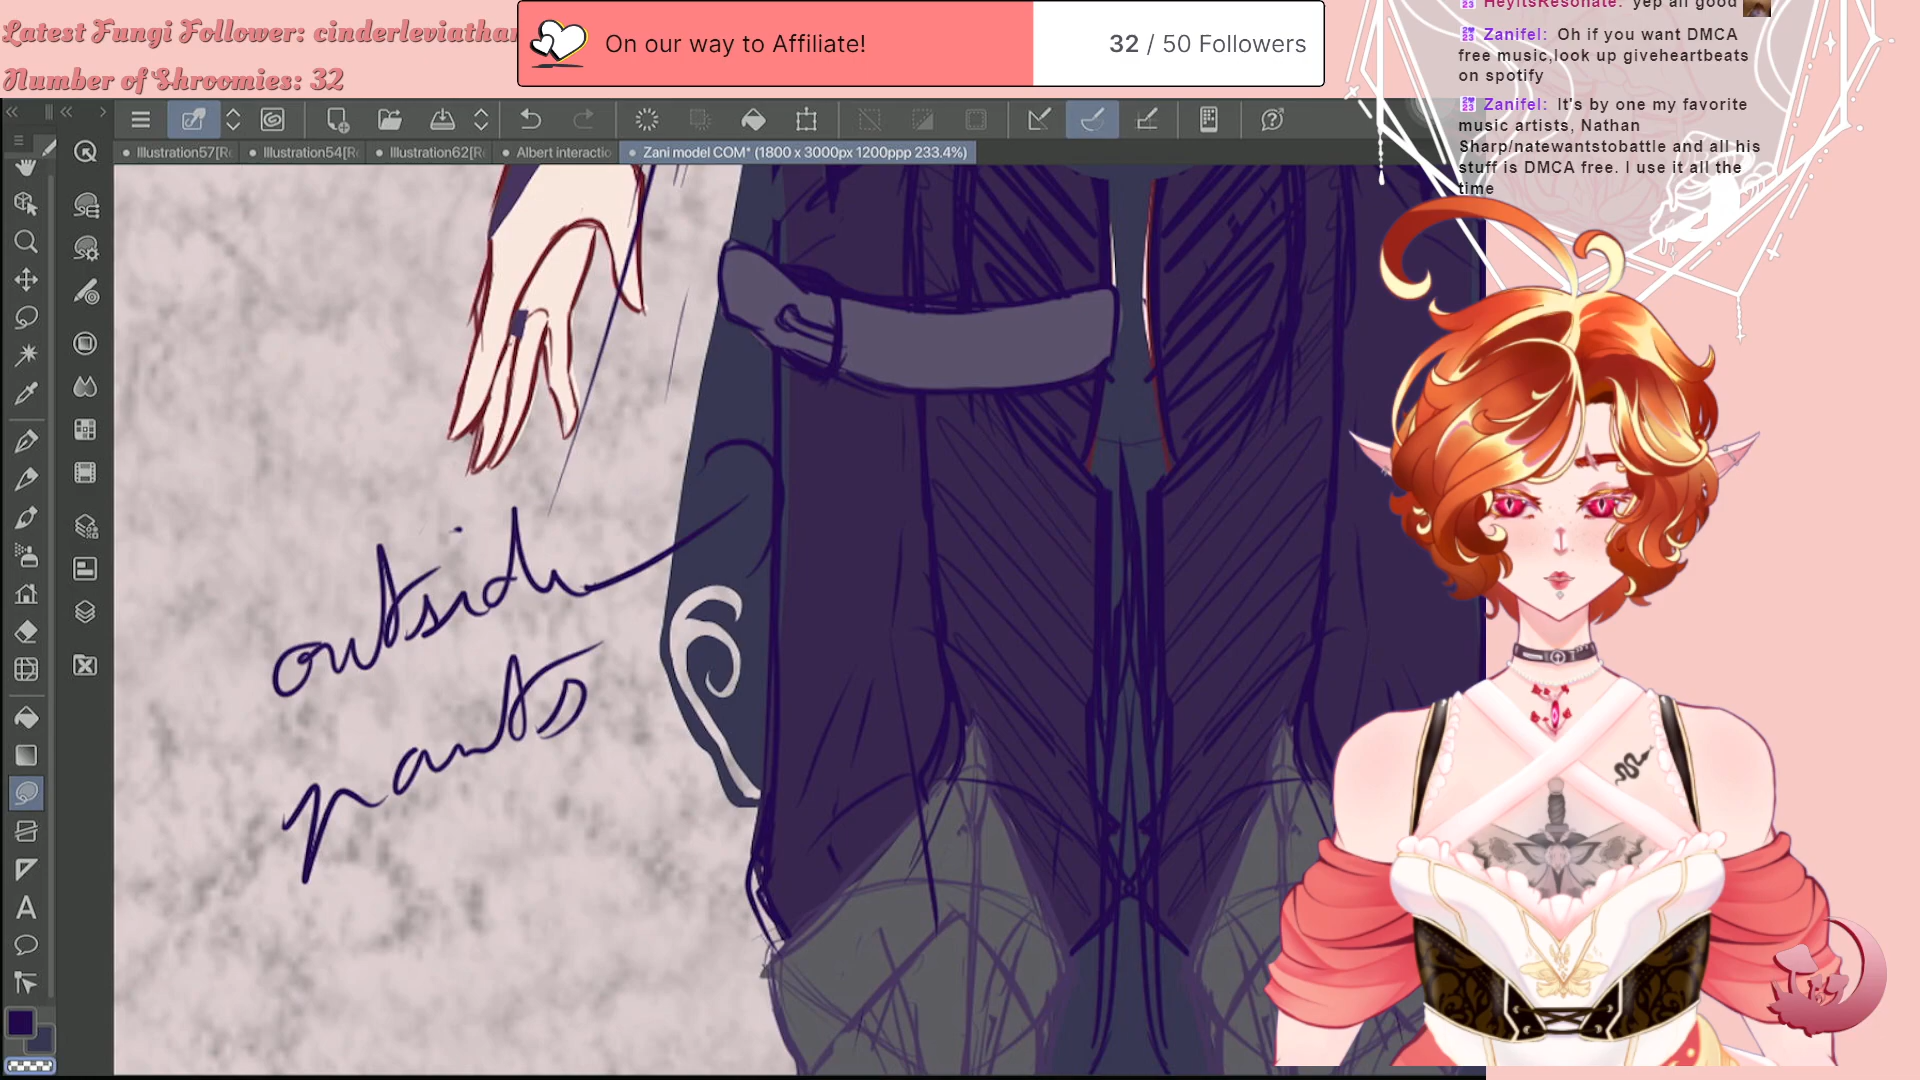 Latest Fungi Follower: cinderleviathan
Number of Shroomies: 32
On our way to Affiliate!
32 / 50 Followers
HeyItsResonate: yep all good
Zanifel: Oh if you want DMCA
free music,look up giveheartbeats
on spotify
Zanifel: It's by one my favorite
music artists, Nathan
Sharp/natewantstobattle and all his
stuff is DMCA free. I use it all the
time
Illustration57[R
Illustration54[R
Illustration62[R
Albert interactio
Zani model COM* (1800 x 3000px 1200ppp 233.4%)
outside
pants